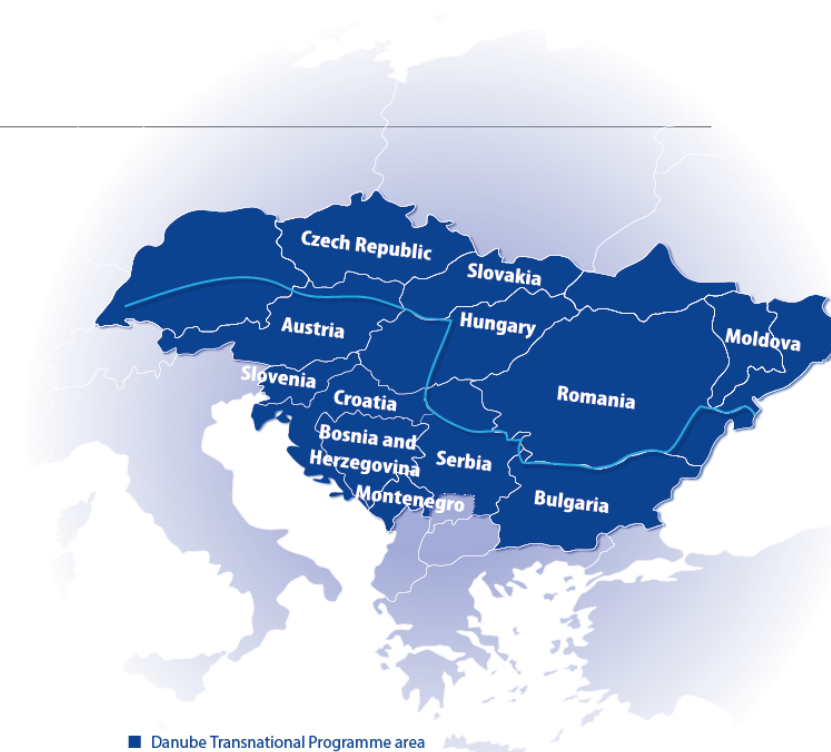 Czech Republic
Slovakia
Austria
Hungary
Moldova
Slovenia
Croatia
Romania
Bosnia and
Herzegovina
Serbia
Montenegro
Bulgaria
Danube Transnational Programme area